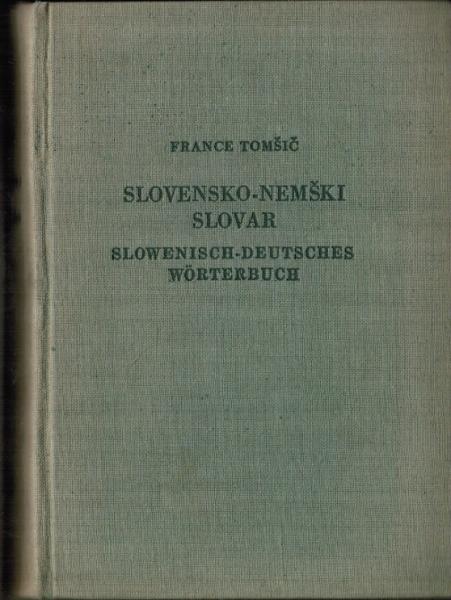 FRANCE TOMŠIČ
SLOVENSKO-NEMŠKI
SLOVAR
SLOWENISCH-DEUTSCHES
WÖRTERBUCH